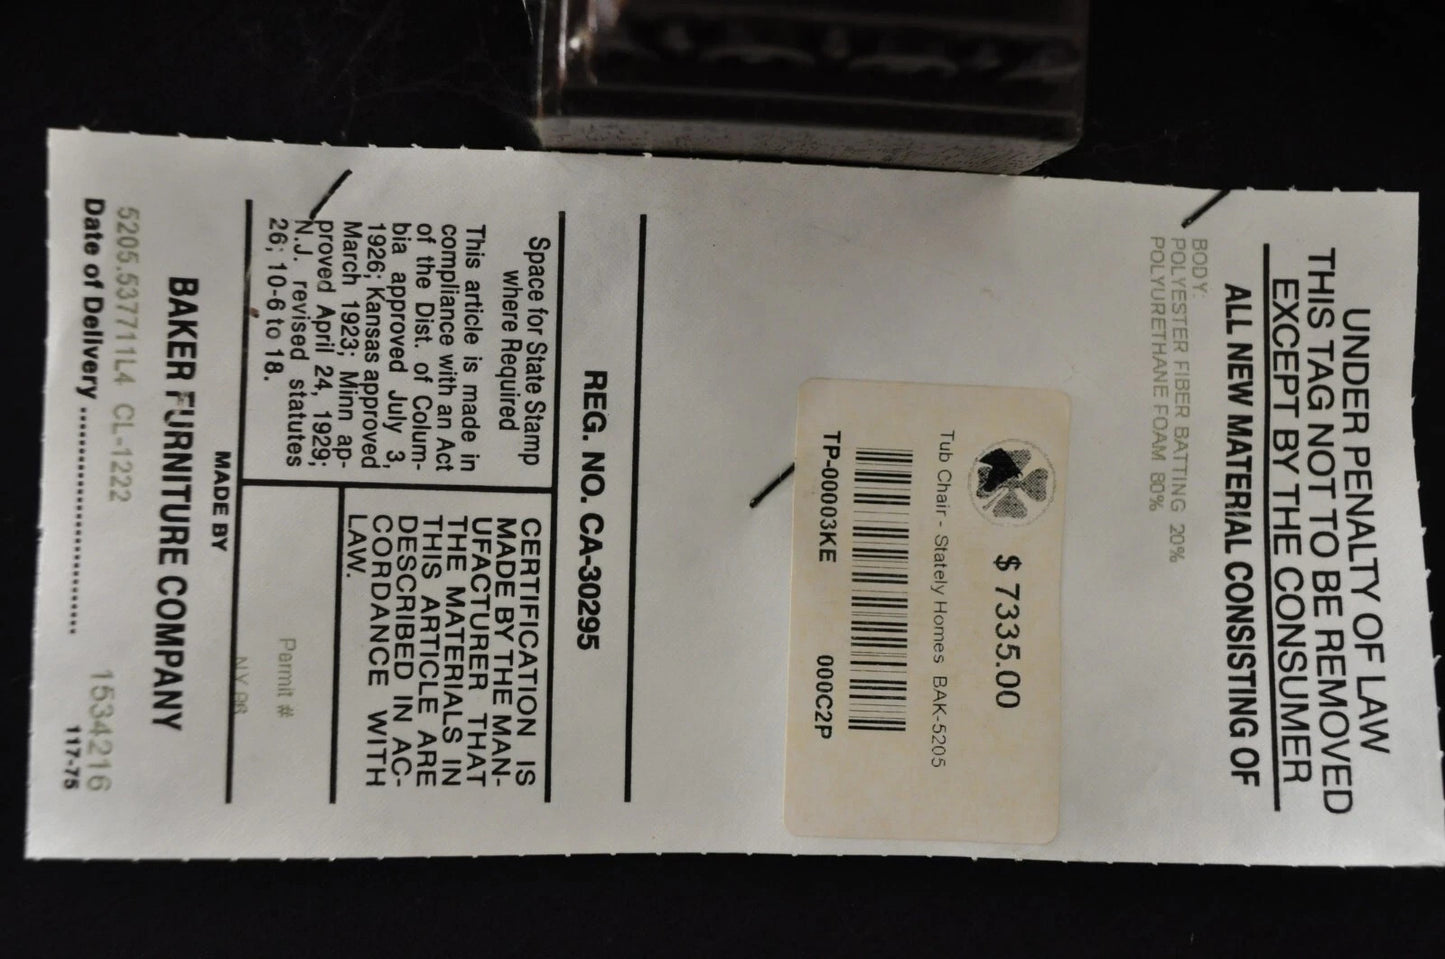 UNDER PENALTY OF LAW
THIS TAG NOT TO BE REMOVED
EXCEPT BY THE CONSUMER
ALL NEW MATERIAL CONSISTING OF
BODY:
POLYESTER FIBER BATTING 20%
POLYURETHANE FOAM 80%
$ 7335.00
Tub Chair - Stately Homes BAK-5205
TP-00003KE 000C2P
REG. NO. CA-30295
Space for State Stamp
where Required
This article is made in
compliance with an Act
of the Dist. of Colum-
bia approved July 3,
1926; Kansas approved
March 1923; Minn ap-
proved April 24, 1929;
N.J. revised statutes
26; 10-6 to 18.
CERTIFICATION IS
MADE BY THE MAN-
UFACTURER THAT
THE MATERIALS IN
THIS ARTICLE ARE
DESCRIBED IN AC-
CORDANCE WITH
LAW.
Permit #
MADE BY
BAKER FURNITURE COMPANY
5205.537711L4 CL-1222 1534216
Date of Delivery ................................ 117-75